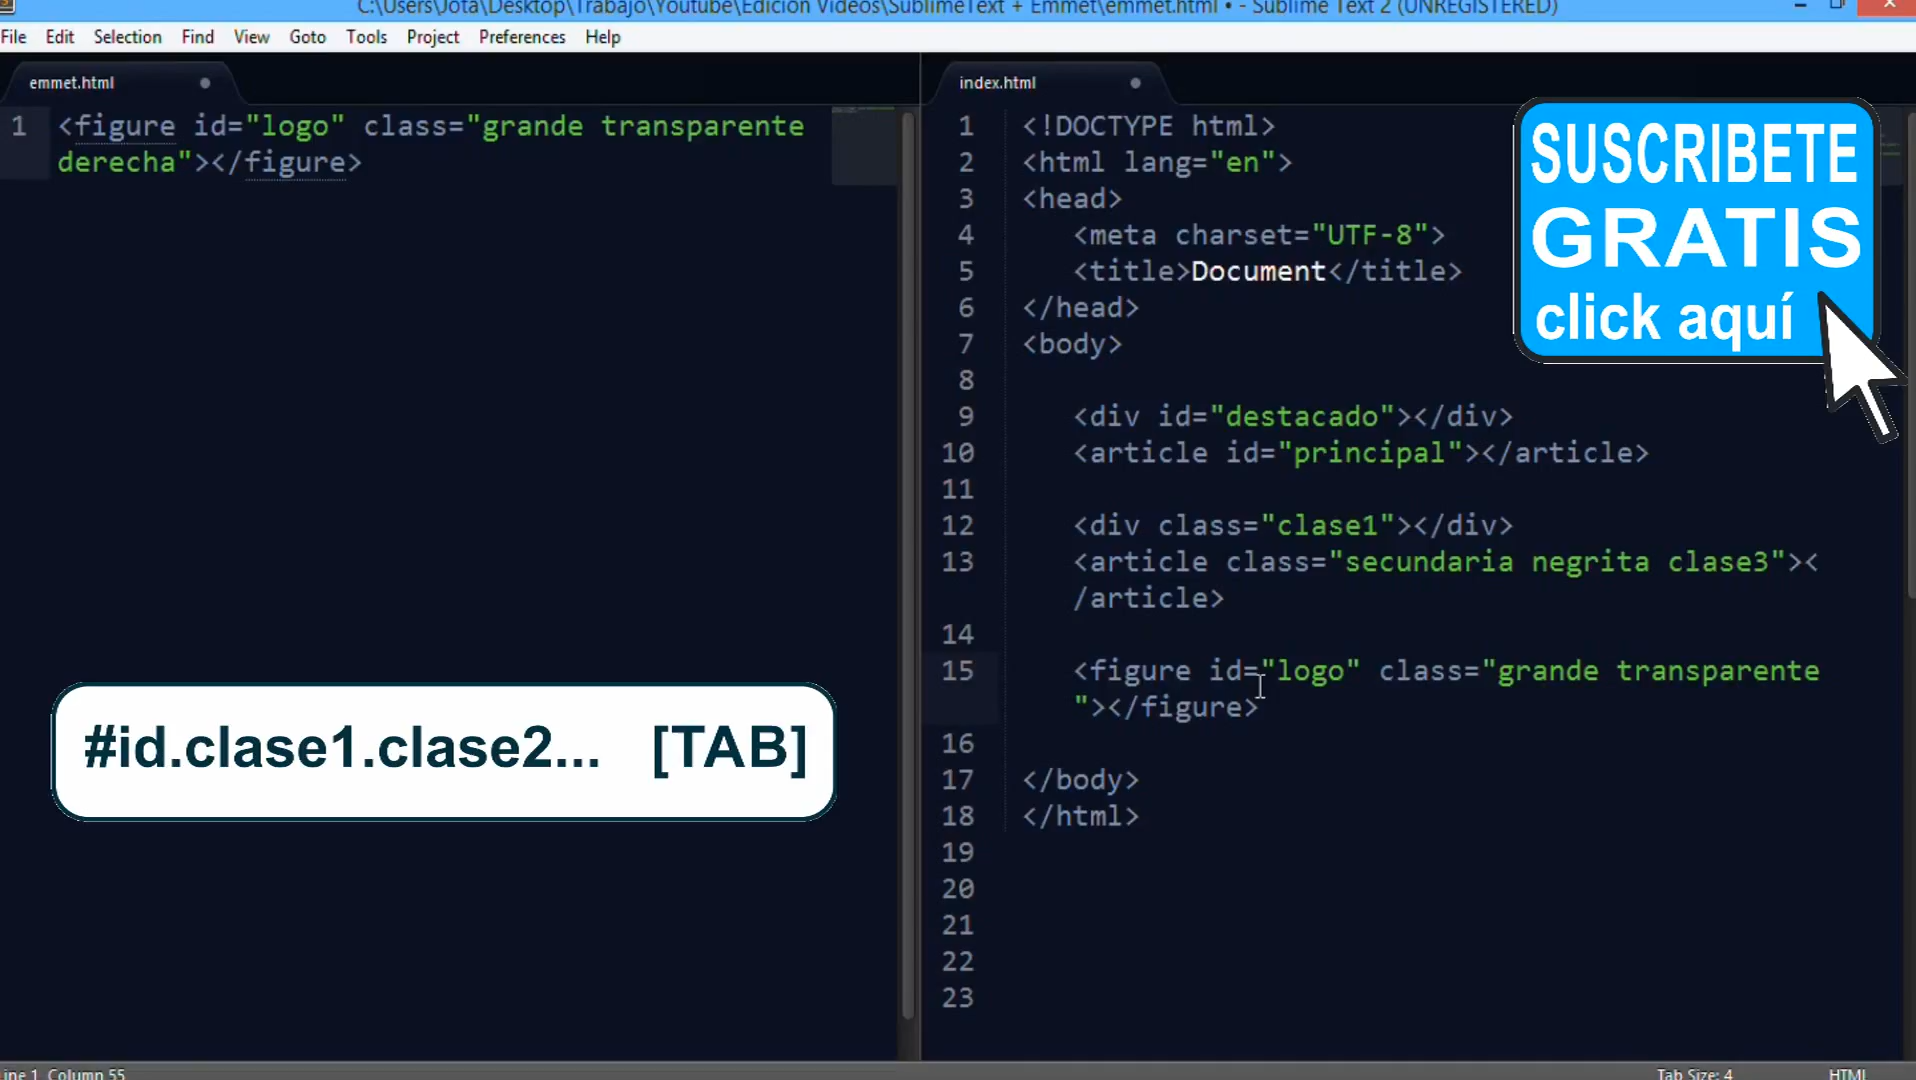 C:\Users\Jota\Desktop\Trabajo\Youtube\Edicion Videos\SublimeText + Emmet\emmet.html • - Sublime Text 2 (UNREGISTERED)
File Edit Selection Find View Goto Tools Project Preferences Help
emmet.html
1 <figure id="logo" class="grande transparente
derecha"></figure>
#id.clase1.clase2... [TAB]
index.html
1 <!DOCTYPE html>
2 <html lang="en">
3 <head>
4 <meta charset="UTF-8">
5 <title>Document</title>
6 </head>
7 <body>
8
9 <div id="destacado"></div>
10 <article id="principal"></article>
11
12 <div class="clase1"></div>
13 <article class="secundaria negrita clase3"><
/article>
14
15 <figure id="logo" class="grande transparente
"></figure>
16
17 </body>
18 </html>
19
20
21
22
23
SUSCRIBETE
GRATIS
click aquí
ine 1, Column 55
Tab Size: 4
HTML